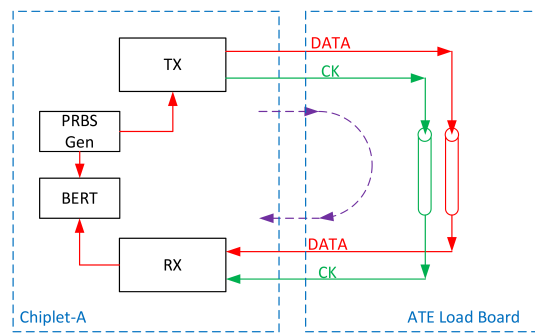 DATA
TX
CK
PRBS
Gen
BERT
DATA
RX
CK
Chiplet-A
ATE Load Board